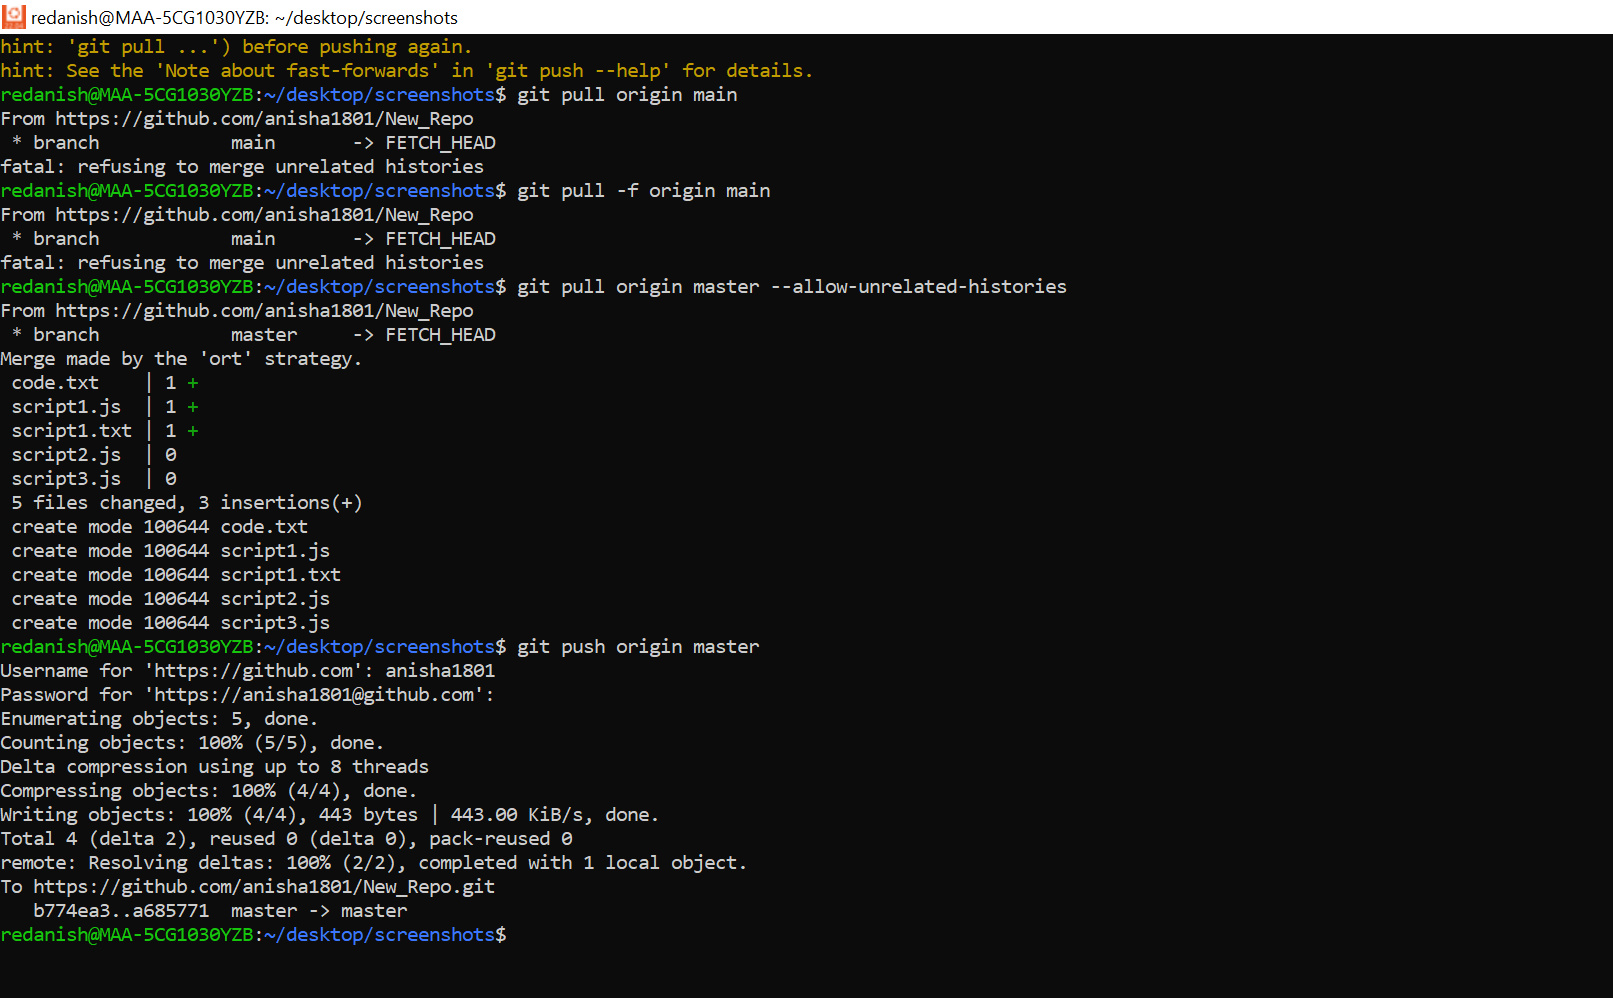 redanish@MAA-5CG1030YZB: ~/desktop/screenshots
hint: 'git pull ...') before pushing again.
hint: See the 'Note about fast-forwards' in 'git push --help' for details.
redanish@MAA-5CG1030YZB:~/desktop/screenshots$ git pull origin main
From https://github.com/anisha1801/New_Repo
 * branch            main       -> FETCH_HEAD
fatal: refusing to merge unrelated histories
redanish@MAA-5CG1030YZB:~/desktop/screenshots$ git pull -f origin main
From https://github.com/anisha1801/New_Repo
 * branch            main       -> FETCH_HEAD
fatal: refusing to merge unrelated histories
redanish@MAA-5CG1030YZB:~/desktop/screenshots$ git pull origin master --allow-unrelated-histories
From https://github.com/anisha1801/New_Repo
 * branch            master     -> FETCH_HEAD
Merge made by the 'ort' strategy.
 code.txt    | 1 +
 script1.js  | 1 +
 script1.txt | 1 +
 script2.js  | 0
 script3.js  | 0
 5 files changed, 3 insertions(+)
 create mode 100644 code.txt
 create mode 100644 script1.js
 create mode 100644 script1.txt
 create mode 100644 script2.js
 create mode 100644 script3.js
redanish@MAA-5CG1030YZB:~/desktop/screenshots$ git push origin master
Username for 'https://github.com': anisha1801
Password for 'https://anisha1801@github.com':
Enumerating objects: 5, done.
Counting objects: 100% (5/5), done.
Delta compression using up to 8 threads
Compressing objects: 100% (4/4), done.
Writing objects: 100% (4/4), 443 bytes | 443.00 KiB/s, done.
Total 4 (delta 2), reused 0 (delta 0), pack-reused 0
remote: Resolving deltas: 100% (2/2), completed with 1 local object.
To https://github.com/anisha1801/New_Repo.git
   b774ea3..a685771  master -> master
redanish@MAA-5CG1030YZB:~/desktop/screenshots$